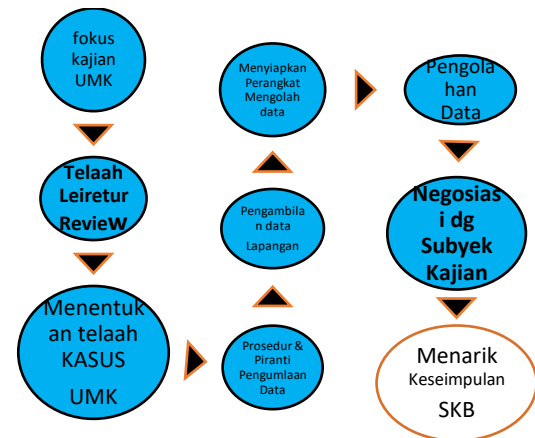 fokus
kajian
UMK
Telaah
Leiretur
RevieW
Menentuk
an telaah
KASUS
UMK
Prosedur &
Piranti
Pengumlaan
Data
Pengambila
n data
Lapangan
Menyiapkan
Perangkat
Mengolah
data
Pengola
han
Data
Negosias
i dg
Subyek
Kajian
Menarik
Keseimpulan
SKB